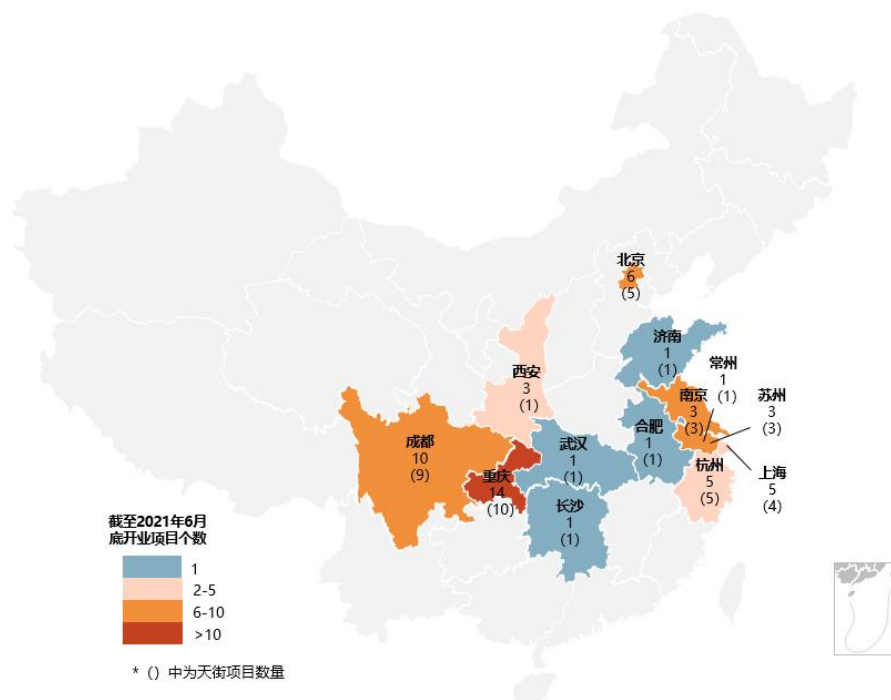 北京
6
(5)
济南
1
(1)
常州
1
(1)
西安
3
(1)
南京
3
(3)
苏州
3
(3)
成都
10
(9)
武汉
1
(1)
合肥
1
(1)
杭州
5
(5)
上海
5
(4)
重庆
14
(10)
长沙
1
(1)
截至2021年6月
底开业项目个数
1
2-5
6-10
>10
* () 中为天街项目数量